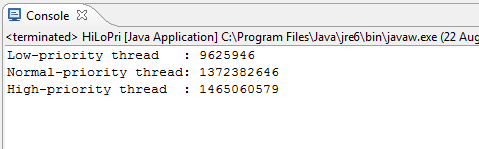 Console
<terminated> HiLoPri [Java Application] C:\Program Files\Java\jre6\bin\javaw.exe (22 Aug
Low-priority thread   : 9625946
Normal-priority thread: 1372382646
High-priority thread  : 1465060579